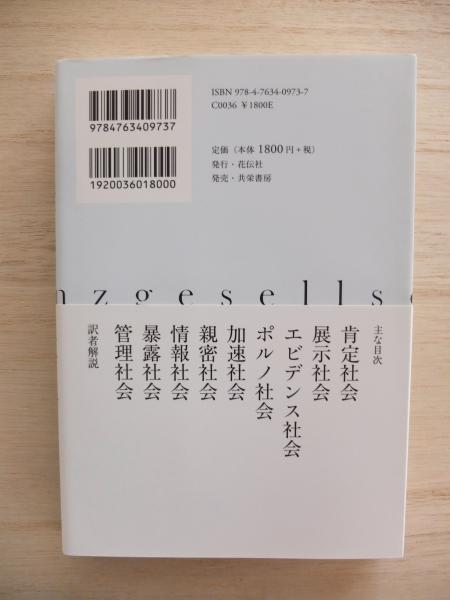 ISBN 978-4-7634-0973-7
C0036 ￥1800E
9784763409737
1920036018000
定価（本体 1800 円＋税）
発行・花伝社
発売・共栄書房
nzgesellsc
主な目次
肯定社会
展示社会
エビデンス社会
ポルノ社会
加速社会
親密社会
情報社会
暴露社会
管理社会
訳者解説